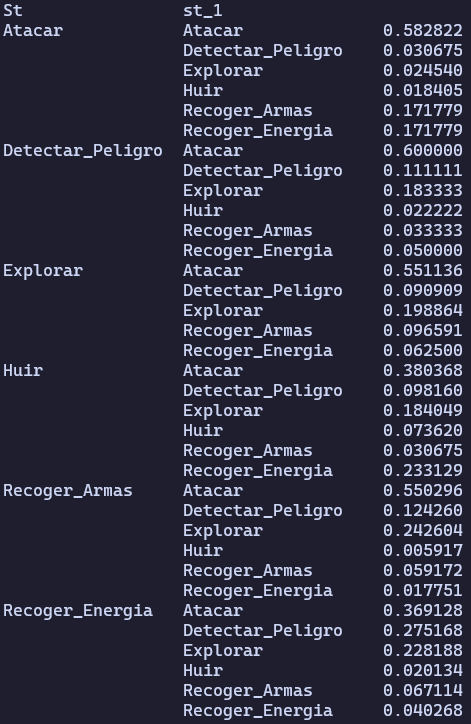 St st_1
Atacar Atacar 0.582822
Detectar_Peligro 0.030675
Explorar 0.024540
Huir 0.018405
Recoger_Armas 0.171779
Recoger_Energia 0.171779
Detectar_Peligro Atacar 0.600000
Detectar_Peligro 0.111111
Explorar 0.183333
Huir 0.022222
Recoger_Armas 0.033333
Recoger_Energia 0.050000
Explorar Atacar 0.551136
Detectar_Peligro 0.090909
Explorar 0.198864
Recoger_Armas 0.096591
Recoger_Energia 0.062500
Huir Atacar 0.380368
Detectar_Peligro 0.098160
Explorar 0.184049
Huir 0.073620
Recoger_Armas 0.030675
Recoger_Energia 0.233129
Recoger_Armas Atacar 0.550296
Detectar_Peligro 0.124260
Explorar 0.242604
Huir 0.005917
Recoger_Armas 0.059172
Recoger_Energia 0.017751
Recoger_Energia Atacar 0.369128
Detectar_Peligro 0.275168
Explorar 0.228188
Huir 0.020134
Recoger_Armas 0.067114
Recoger_Energia 0.040268